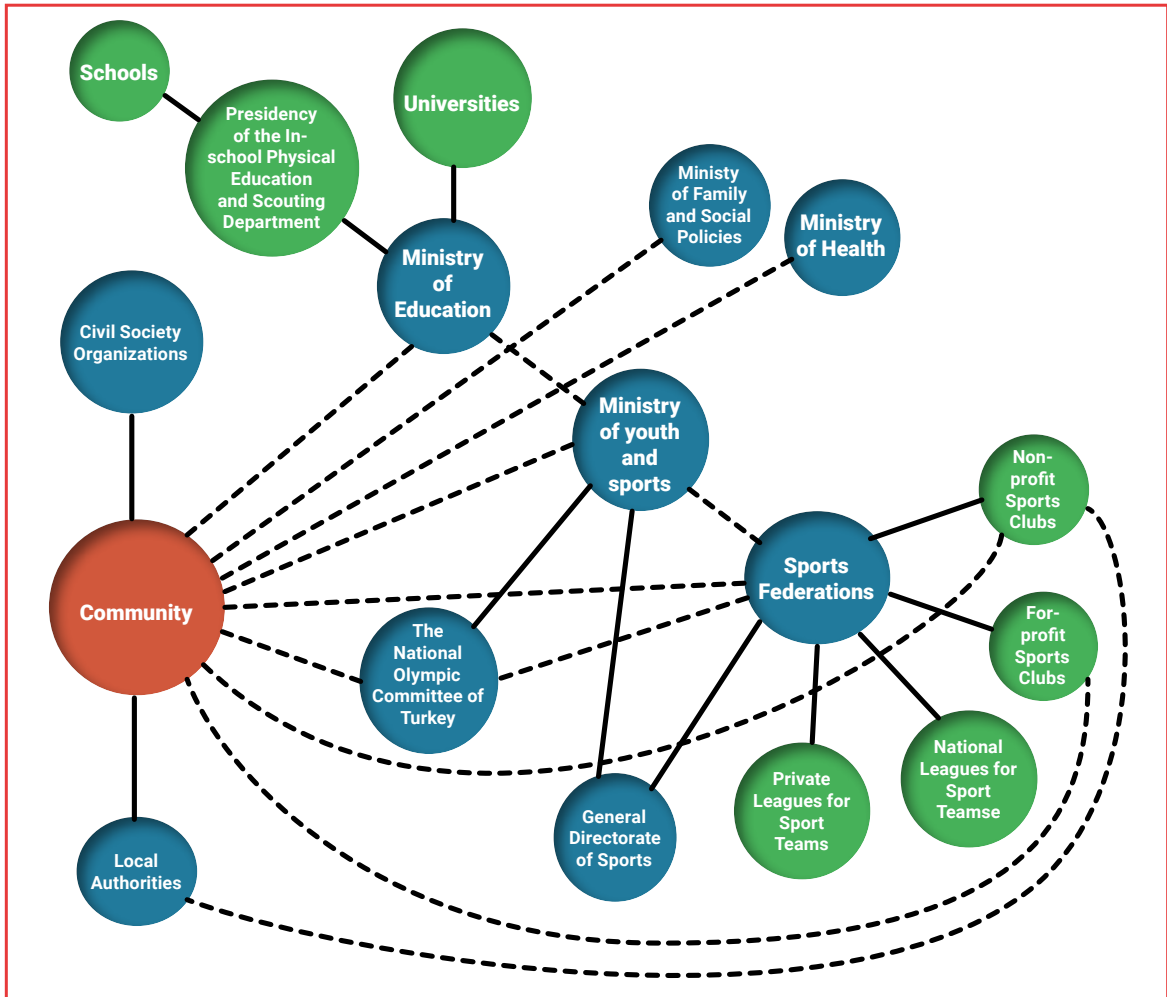 Schools
Universities
Presidency
of the In-
school Physical
Education
and Scouting
Department
Ministy
of Family
and Social
Policies
Ministry
of Health
Ministry
of
Education
Civil Society
Organizations
Ministry
of youth
and
sports
Non-
profit
Sports
Clubs
Sports
Federations
Community
For-
profit
Sports
Clubs
The
National
Olympic
Committee of
Turkey
National
Leagues for
Sport
Teamse
Private
Leagues for
Sport
Teams
General
Directorate
of Sports
Local
Authorities